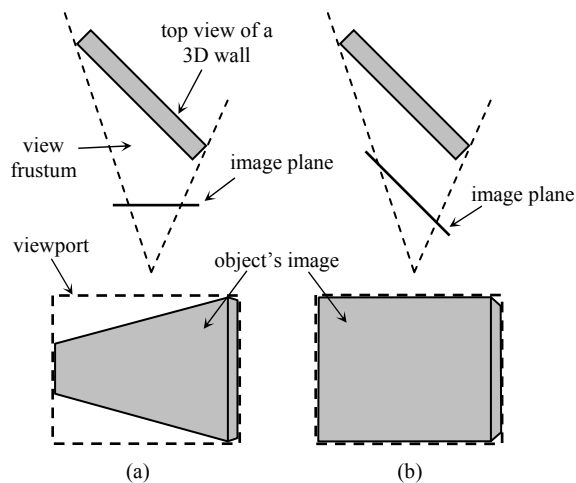 top view of a
3D wall
view
frustum
image plane
image plane
viewport
object’s image
(a)
(b)